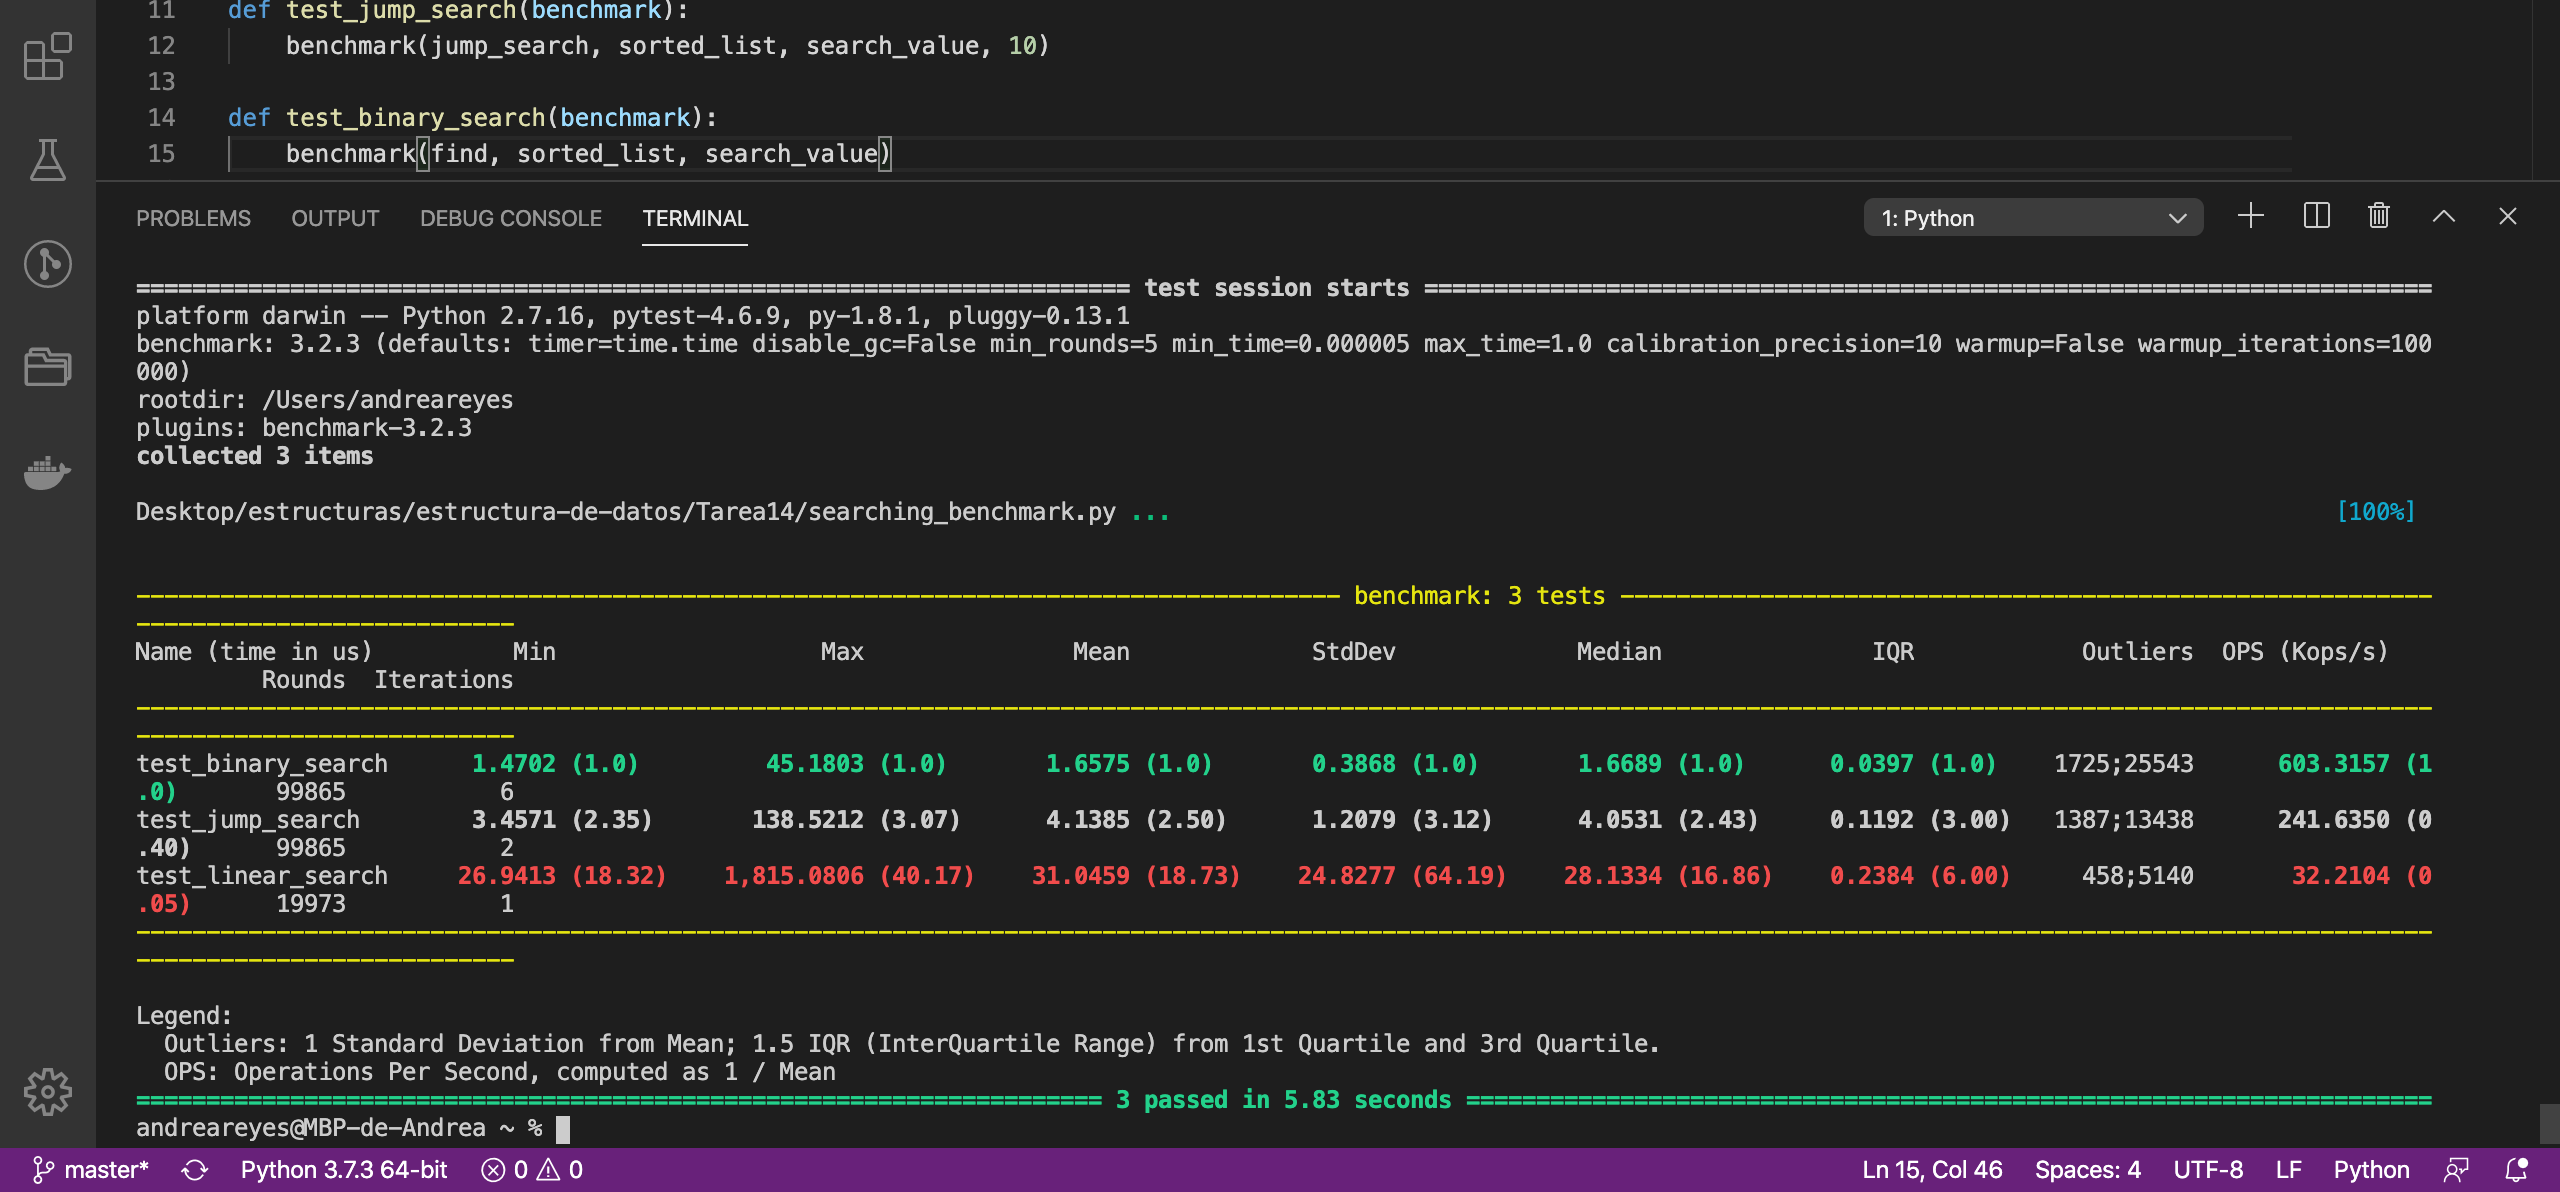 11 def test_jump_search(benchmark):
12 benchmark(jump_search, sorted_list, search_value, 10)
13
14 def test_binary_search(benchmark):
15 benchmark(find, sorted_list, search_value)
PROBLEMS OUTPUT DEBUG CONSOLE TERMINAL 1: Python
======================================================================= test session starts ========================================================================
platform darwin -- Python 2.7.16, pytest-4.6.9, py-1.8.1, pluggy-0.13.1
benchmark: 3.2.3 (defaults: timer=time.time disable_gc=False min_rounds=5 min_time=0.000005 max_time=1.0 calibration_precision=10 warmup=False warmup_iterations=100
000)
rootdir: /Users/andreareyes
plugins: benchmark-3.2.3
collected 3 items
Desktop/estructuras/estructura-de-datos/Tarea14/searching_benchmark.py ... [100%]
-------------------------------------------------------------------------------------- benchmark: 3 tests ----------------------------------------------------------
---------------------------
Name (time in us) Min Max Mean StdDev Median IQR Outliers OPS (Kops/s)
Rounds Iterations
--------------------------------------------------------------------------------------------------------------------------------------------------------------------
---------------------------
test_binary_search 1.4702 (1.0) 45.1803 (1.0) 1.6575 (1.0) 0.3868 (1.0) 1.6689 (1.0) 0.0397 (1.0) 1725;25543 603.3157 (1
.0) 99865 6
test_jump_search 3.4571 (2.35) 138.5212 (3.07) 4.1385 (2.50) 1.2079 (3.12) 4.0531 (2.43) 0.1192 (3.00) 1387;13438 241.6350 (0
.40) 99865 2
test_linear_search 26.9413 (18.32) 1,815.0806 (40.17) 31.0459 (18.73) 24.8277 (64.19) 28.1334 (16.86) 0.2384 (6.00) 458;5140 32.2104 (0
.05) 19973 1
--------------------------------------------------------------------------------------------------------------------------------------------------------------------
---------------------------
Legend:
Outliers: 1 Standard Deviation from Mean; 1.5 IQR (InterQuartile Range) from 1st Quartile and 3rd Quartile.
OPS: Operations Per Second, computed as 1 / Mean
===================================================================== 3 passed in 5.83 seconds =====================================================================
andreareyes@MBP-de-Andrea ~ %
master* Python 3.7.3 64-bit 0 0 Ln 15, Col 46 Spaces: 4 UTF-8 LF Python